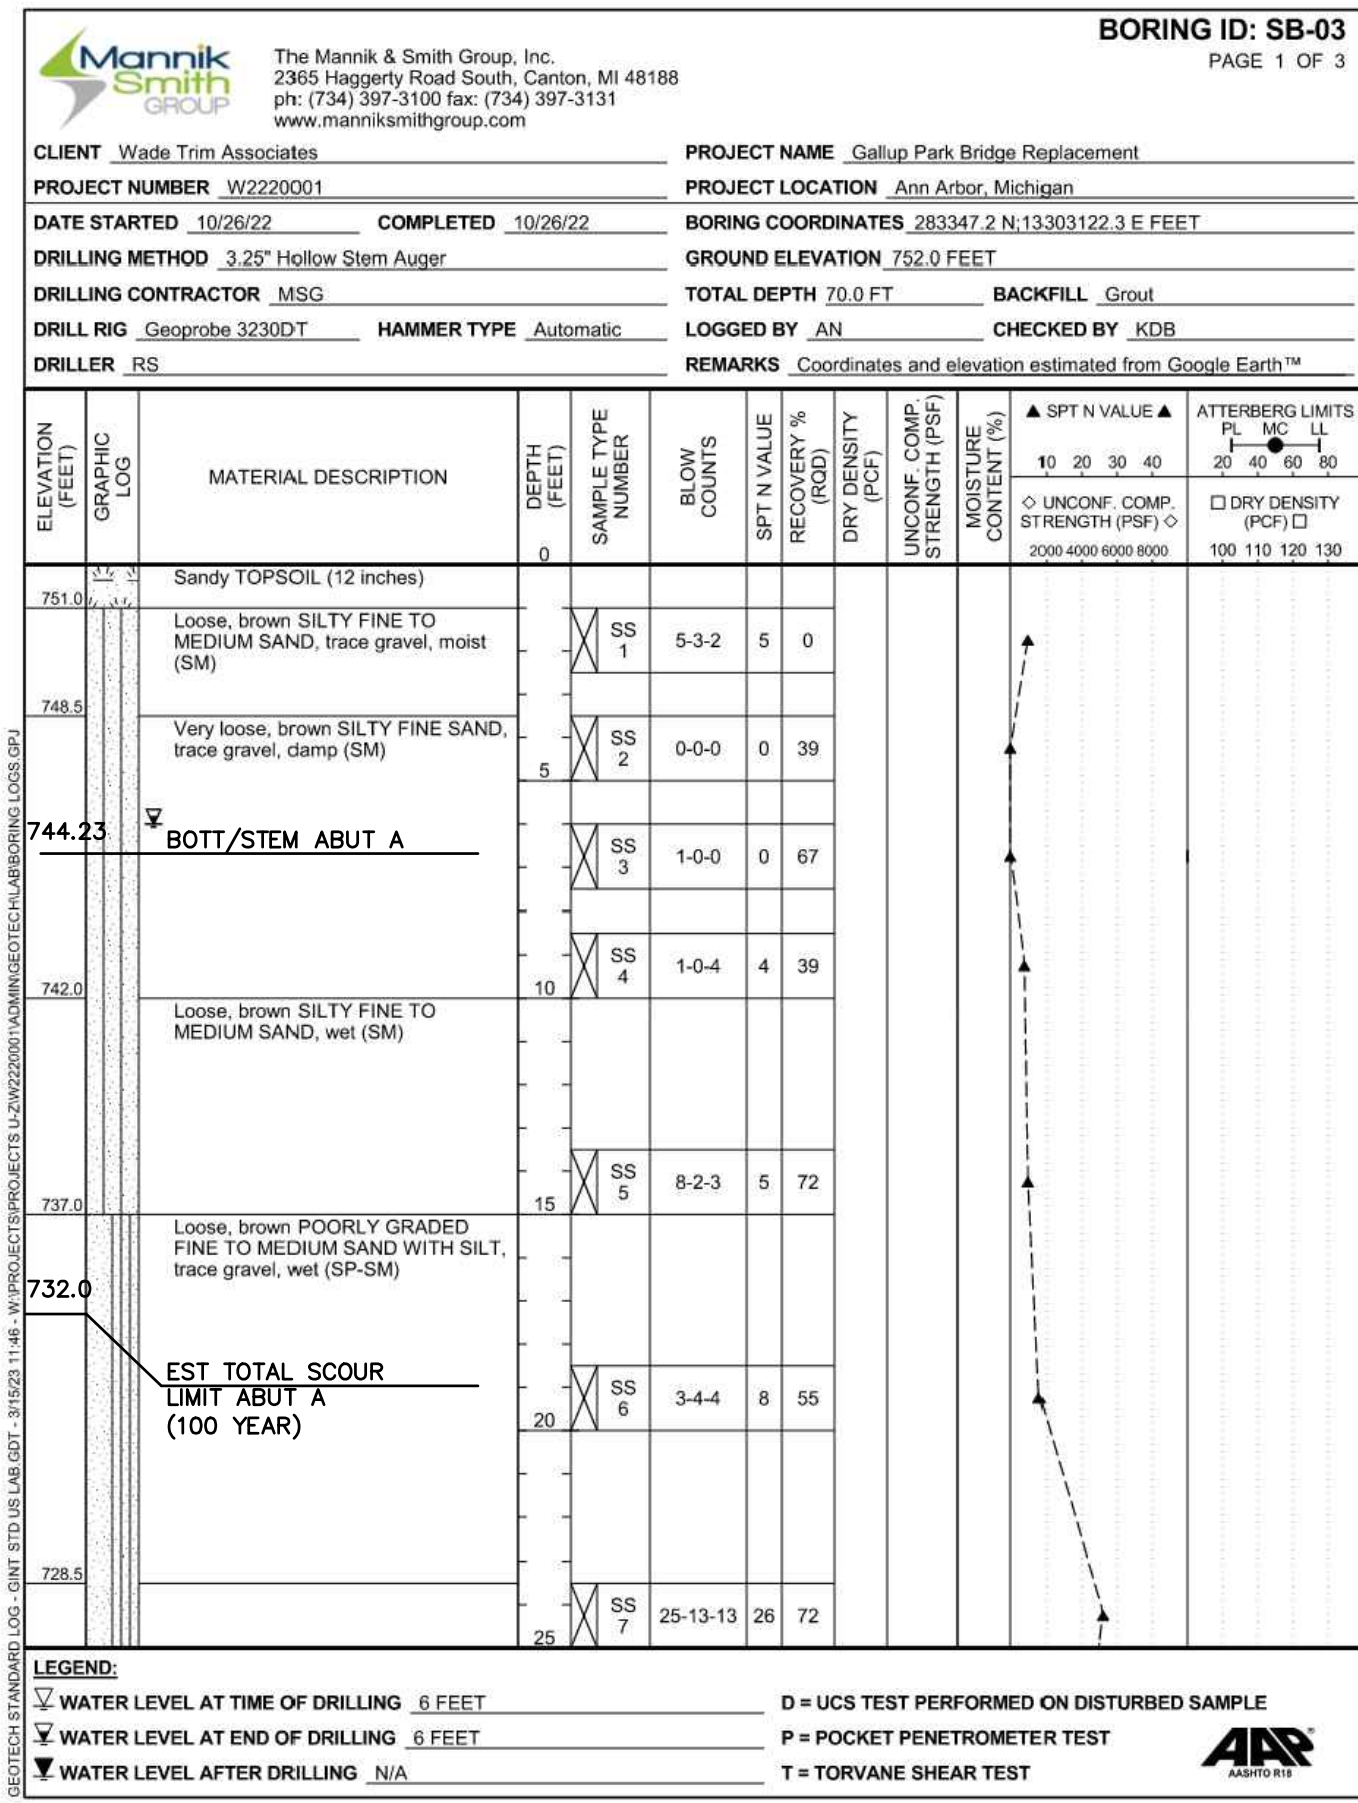 BORING ID: SB-03
PAGE 1 OF 3
Mannik
Smith
GROUP
The Mannik & Smith Group, Inc.
2365 Haggerty Road South, Canton, MI 48188
ph: (734) 397-3100 fax: (734) 397-3131
www.manniksmithgroup.com
CLIENT Wade Trim Associates PROJECT NAME Gallup Park Bridge Replacement
PROJECT NUMBER W2220001 PROJECT LOCATION Ann Arbor, Michigan
DATE STARTED 10/26/22 COMPLETED 10/26/22 BORING COORDINATES 283347.2 N;13303122.3 E FEET
DRILLING METHOD 3.25" Hollow Stem Auger GROUND ELEVATION 752.0 FEET
DRILLING CONTRACTOR MSG TOTAL DEPTH 70.0 FT BACKFILL Grout
DRILL RIG Geoprobe 3230DT HAMMER TYPE Automatic LOGGED BY AN CHECKED BY KDB
DRILLER RS REMARKS Coordinates and elevation estimated from Google Earth™
ELEVATION
(FEET)
GRAPHIC
LOG
MATERIAL DESCRIPTION
DEPTH
(FEET)
0
SAMPLE TYPE
NUMBER
BLOW
COUNTS
SPT N VALUE
RECOVERY %
(RQD)
DRY DENSITY
(PCF)
UNCONF. COMP.
STRENGTH (PSF)
MOISTURE
CONTENT (%)
▲ SPT N VALUE ▲
10 20 30 40
◇ UNCONF. COMP.
STRENGTH (PSF) ◇
2000 4000 6000 8000
ATTERBERG LIMITS
PL MC LL
20 40 60 80
□ DRY DENSITY
(PCF) □
100 110 120 130
Sandy TOPSOIL (12 inches)
751.0
Loose, brown SILTY FINE TO
MEDIUM SAND, trace gravel, moist
(SM)
SS
1
5-3-2 5 0
748.5
Very loose, brown SILTY FINE SAND,
trace gravel, damp (SM)
SS
2
0-0-0 0 39
5
744.23
BOTT/STEM ABUT A
SS
3
1-0-0 0 67
SS
4
1-0-4 4 39
742.0
10
Loose, brown SILTY FINE TO
MEDIUM SAND, wet (SM)
SS
5
8-2-3 5 72
737.0
15
Loose, brown POORLY GRADED
FINE TO MEDIUM SAND WITH SILT,
trace gravel, wet (SP-SM)
732.0
EST TOTAL SCOUR
LIMIT ABUT A
(100 YEAR)
SS
6
3-4-4 8 55
20
728.5
SS
7
25-13-13 26 72
25
LEGEND:
WATER LEVEL AT TIME OF DRILLING 6 FEET
WATER LEVEL AT END OF DRILLING 6 FEET
WATER LEVEL AFTER DRILLING N/A
D = UCS TEST PERFORMED ON DISTURBED SAMPLE
P = POCKET PENETROMETER TEST
T = TORVANE SHEAR TEST
AAP
AASHTO R18
GEOTECH STANDARD LOG - GINT STD US LAB.GDT - 3/15/23 11:46 - W:\PROJECTS\PROJECTS U-Z\W2220001\ADMIN\GEOTECH\LAB\BORING LOGS.GPJ